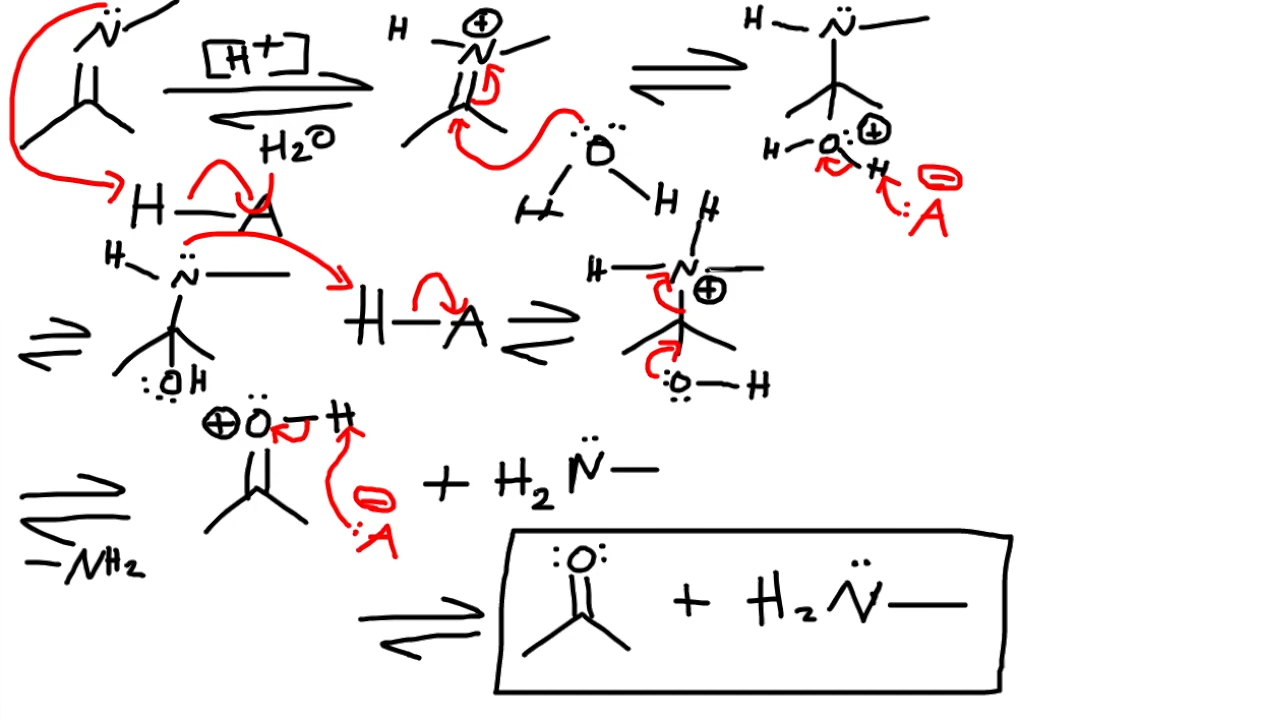 N
[H+]
H2O
H N ⊕
O H H
H N
H O ⊕ H
⊖ A
H A
H N
OH
H A
H H N ⊕
O H
⊕ O H
⊖ A
+ H2N
NH2
O + H2N